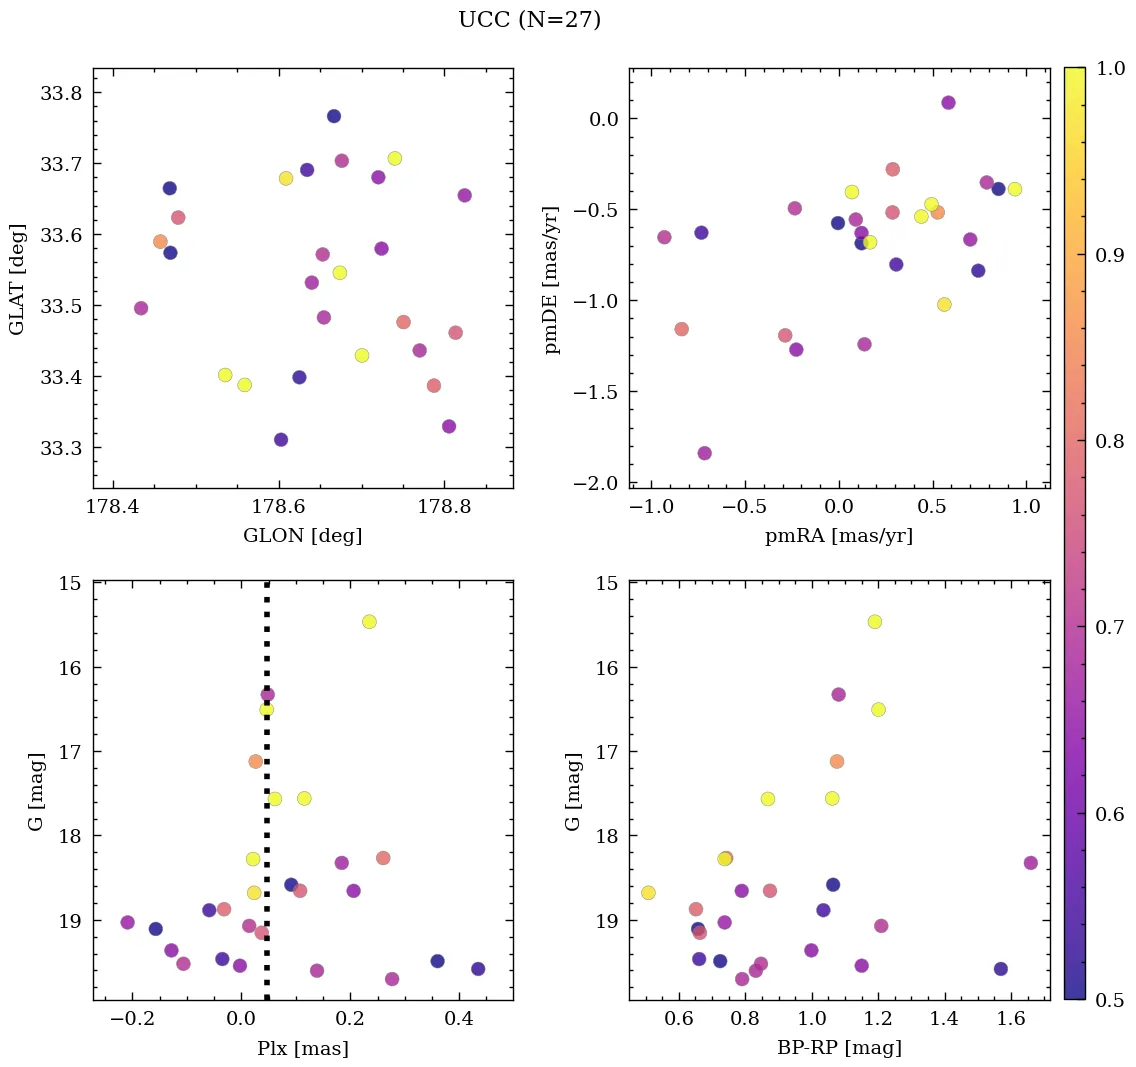 UCC (N=27)
33.8
33.7
33.6
33.5
33.4
33.3
GLAT [deg]
178.4 178.6 178.8
GLON [deg]
0.0
−0.5
−1.0
−1.5
−2.0
pmDE [mas/yr]
−1.0 −0.5 0.0 0.5 1.0
pmRA [mas/yr]
15
16
17
18
19
G [mag]
−0.2 0.0 0.2 0.4
Plx [mas]
15
16
17
18
19
G [mag]
0.6 0.8 1.0 1.2 1.4 1.6
BP-RP [mag]
1.0
0.9
0.8
0.7
0.6
0.5